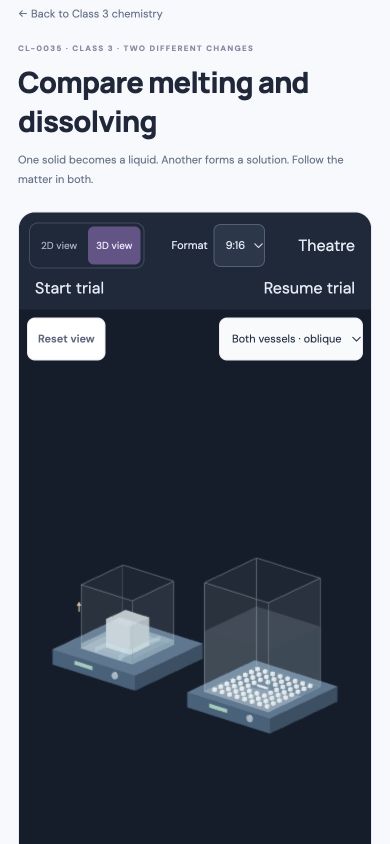 ← Back to Class 3 chemistry
CL-0035 · CLASS 3 · TWO DIFFERENT CHANGES
Compare melting and
dissolving
One solid becomes a liquid. Another forms a solution. Follow the
matter in both.
2D view 3D view Format 9:16 Theatre
Start trial Resume trial
Reset view Both vessels · oblique